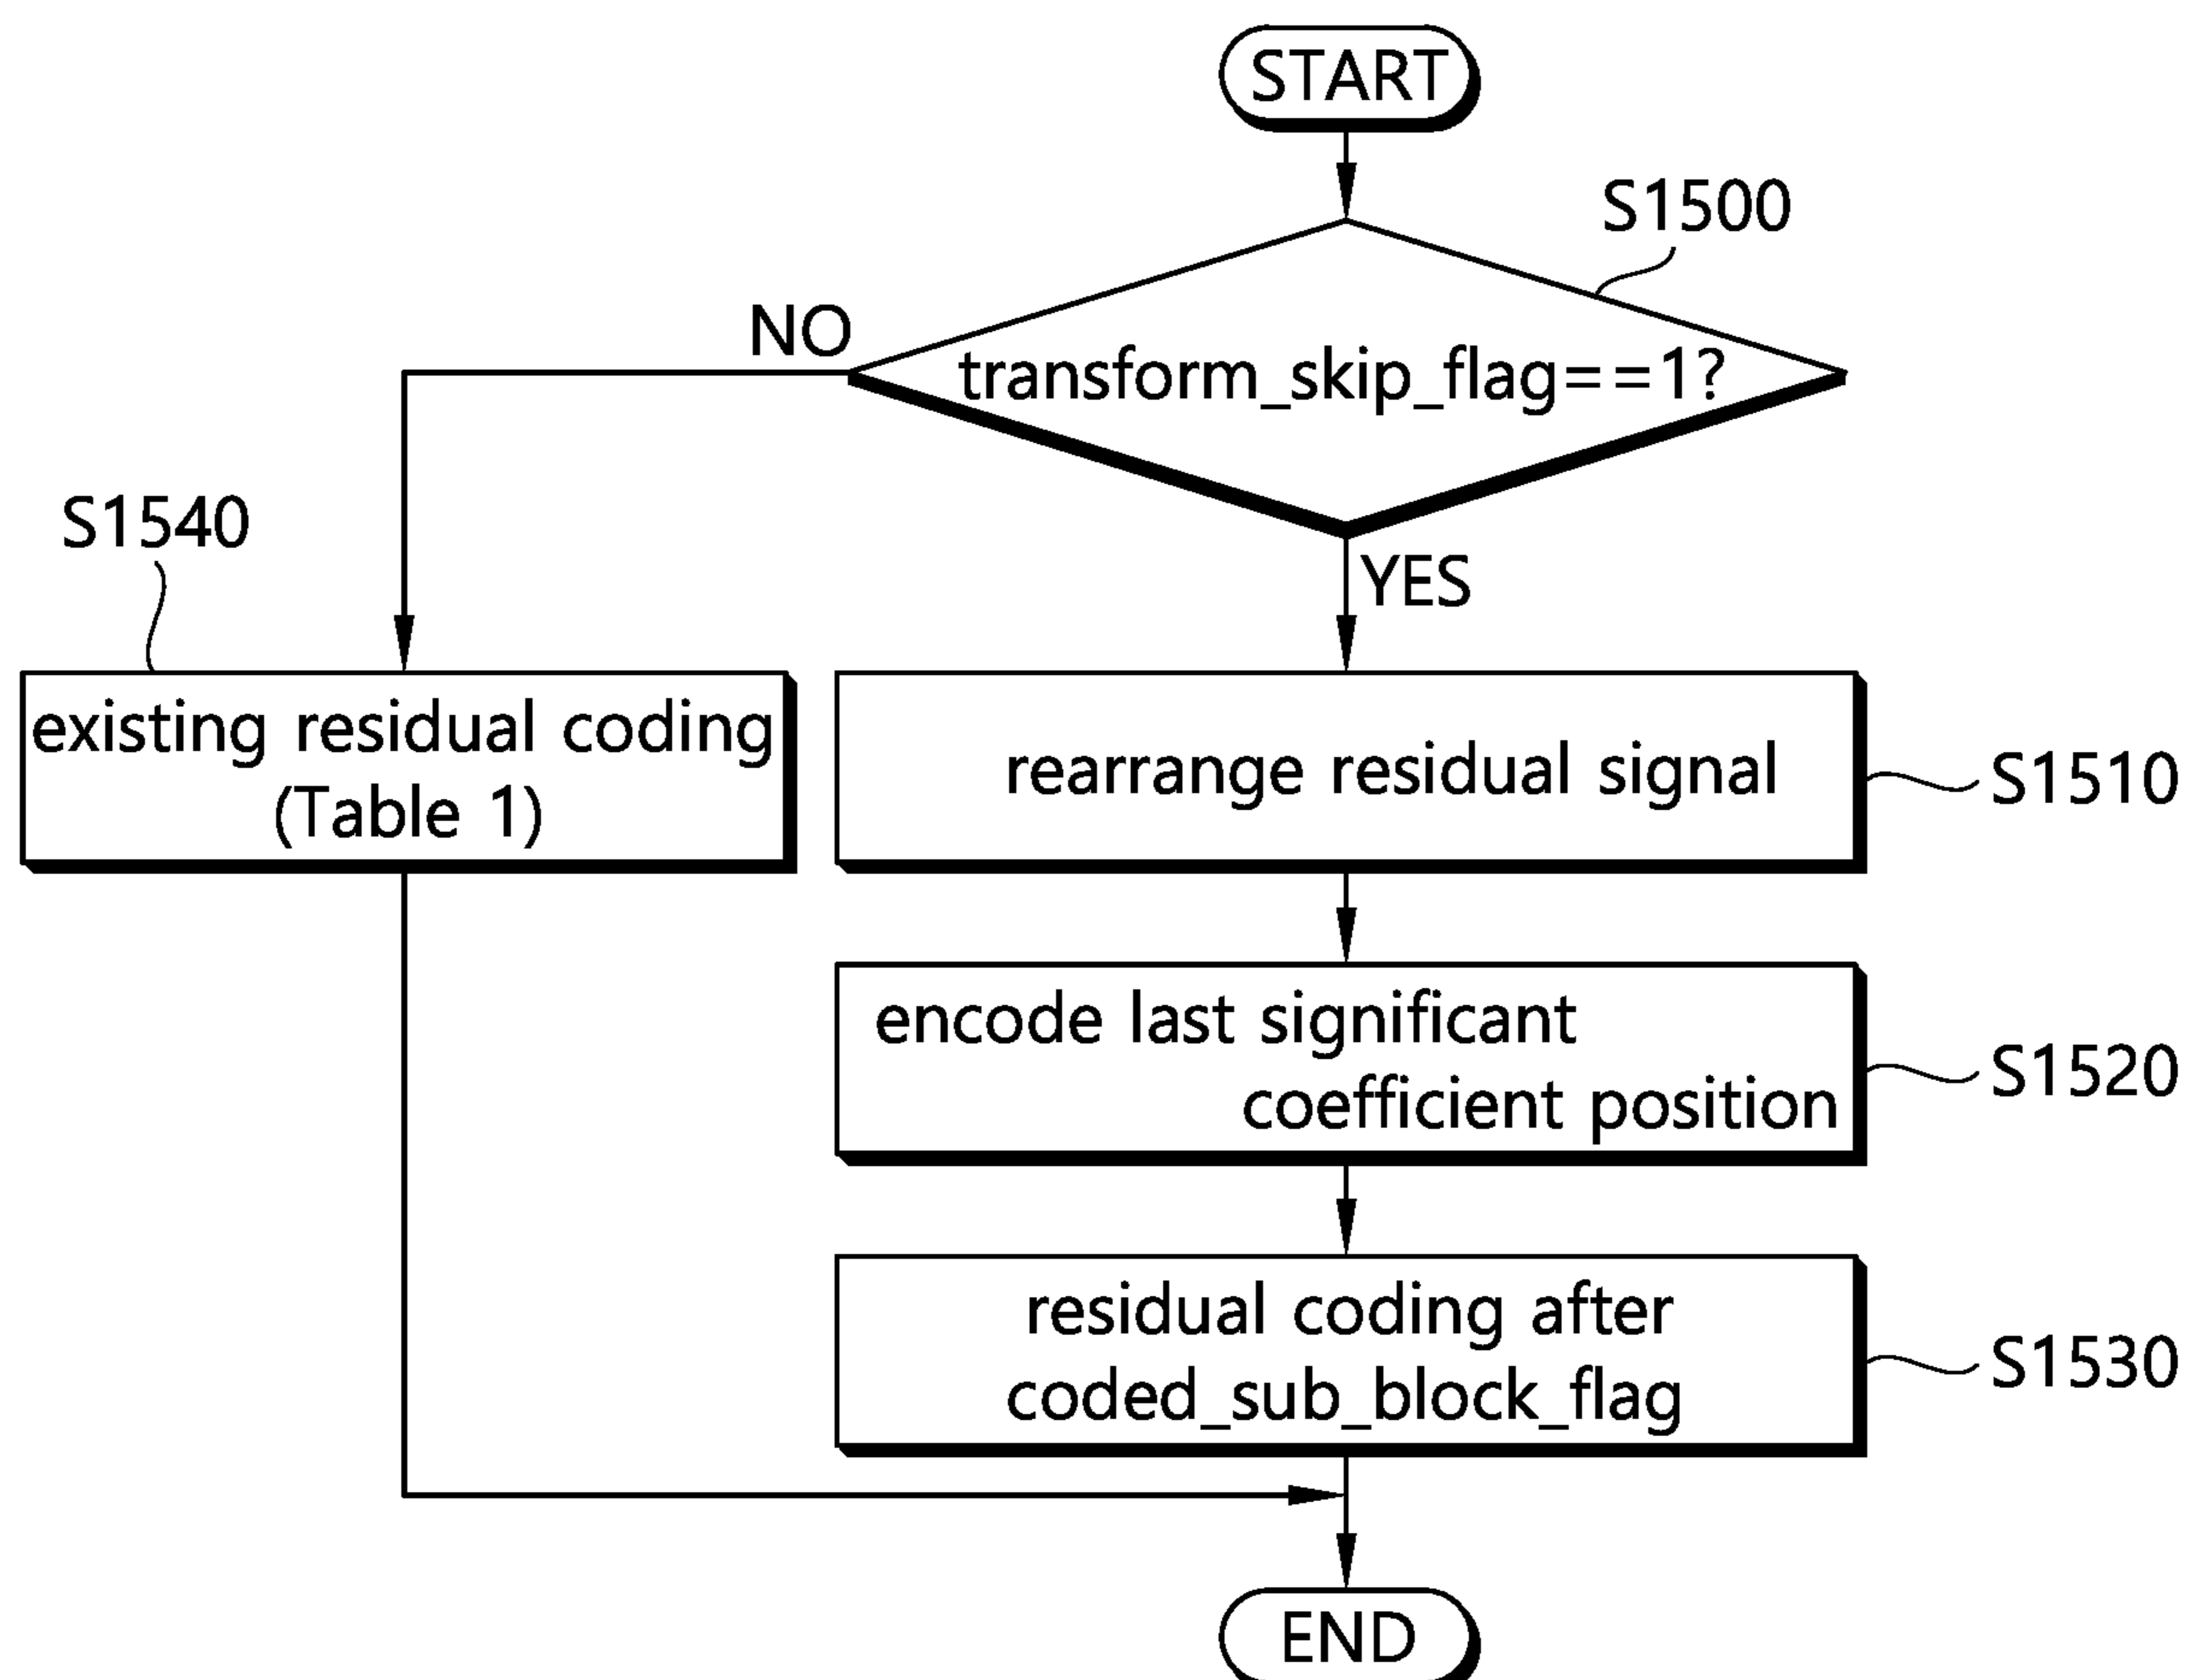 START
S1500
NO
transform_skip_flag==1?
S1540
YES
existing residual coding
(Table 1)
rearrange residual signal
S1510
encode last significant
coefficient position
S1520
residual coding after
coded_sub_block_flag
S1530
END